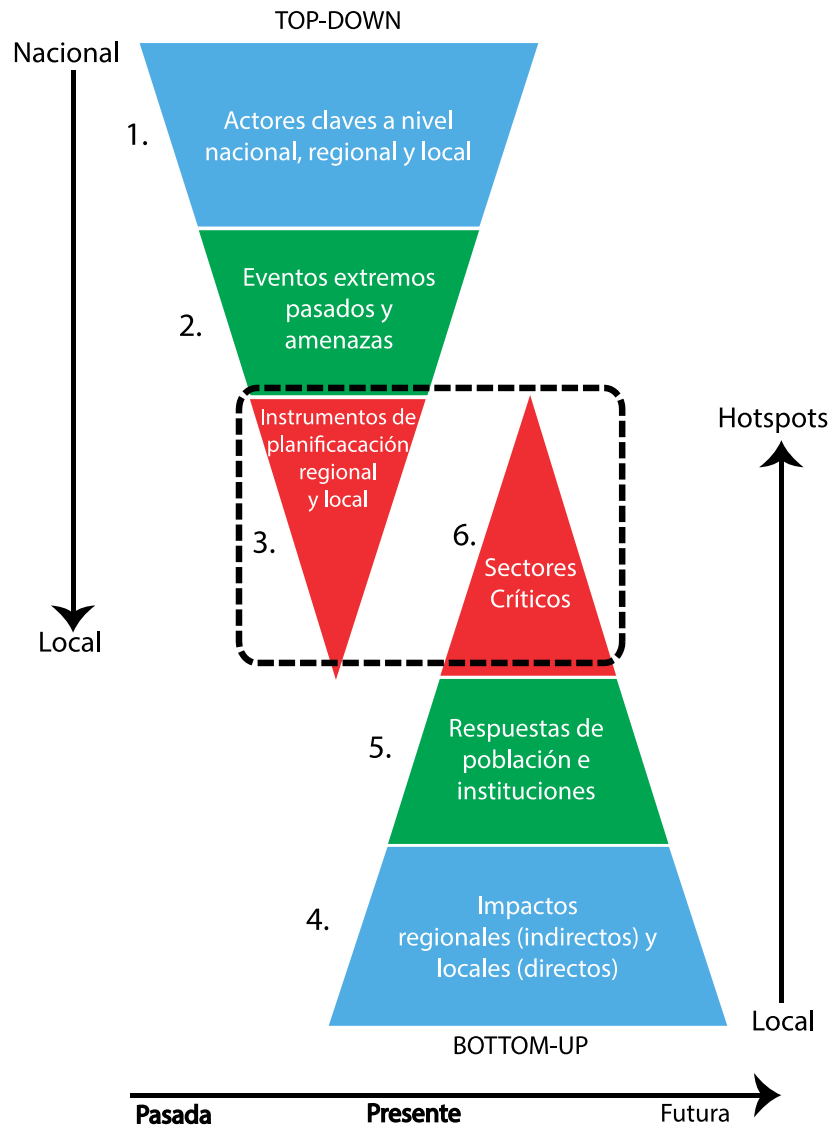 TOP-DOWN
Nacional
1.
Actores claves a nivel
nacional, regional y local
2.
Eventos extremos
pasados y
amenazas
Instrumentos de
planificacación
regional
y local
3.
Local
Hotspots
6.
Sectores
Críticos
5.
Respuestas de
población e
instituciones
4.
Impactos
regionales (indirectos) y
locales (directos)
Local
BOTTOM-UP
Pasada
Presente
Futura